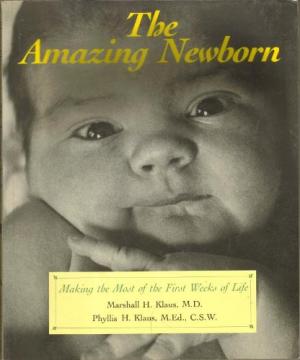 The
Amazing Newborn
Making the Most of the First Weeks of Life
Marshall H. Klaus, M.D.
Phyllis H. Klaus, M.Ed., C.S.W.